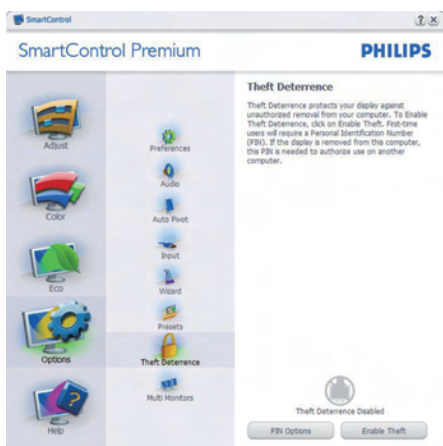 SmartControl
SmartControl Premium
PHILIPS
Adjust
Color
Eco
Options
Help
Preferences
Audio
Auto Pivot
Input
Wizard
Presets
Theft Deterrence
Multi Monitors
Theft Deterrence
Theft Deterrence protects your display against
unauthorized removal from your computer. To Enable
Theft Deterrence, click on Enable Theft. First-time
users will require a Personal Identification Number
(PIN). If the display is removed from this computer,
this PIN is needed to authorize use on another
computer.
Theft Deterrence Disabled
PIN Options
Enable Theft